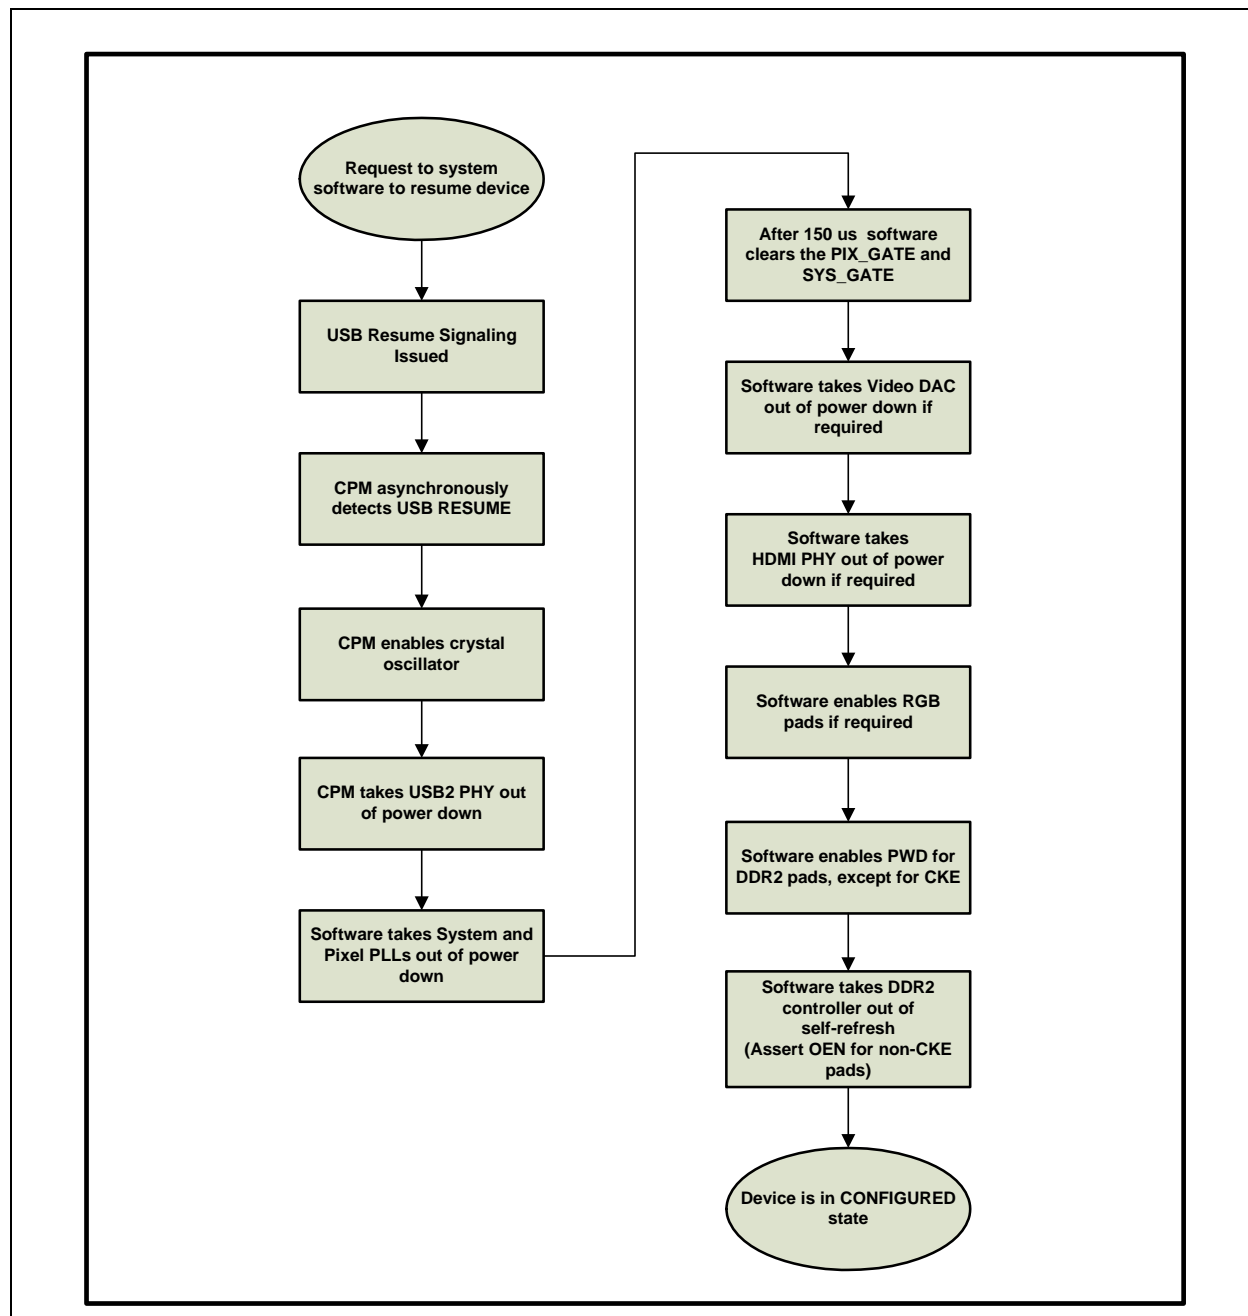 Request to system
software to resume device
USB Resume Signaling
Issued
CPM asynchronously
detects USB RESUME
CPM enables crystal
oscillator
CPM takes USB2 PHY out
of power down
Software takes System and
Pixel PLLs out of power
down
After 150 us  software
clears the PIX_GATE and
SYS_GATE
Software takes Video DAC
out of power down if
required
Software takes
HDMI PHY out of power
down if required
Software enables RGB
pads if required
Software enables PWD for
DDR2 pads, except for CKE
Software takes DDR2
controller out of
self-refresh
(Assert OEN for non-CKE
pads)
Device is in CONFIGURED
state